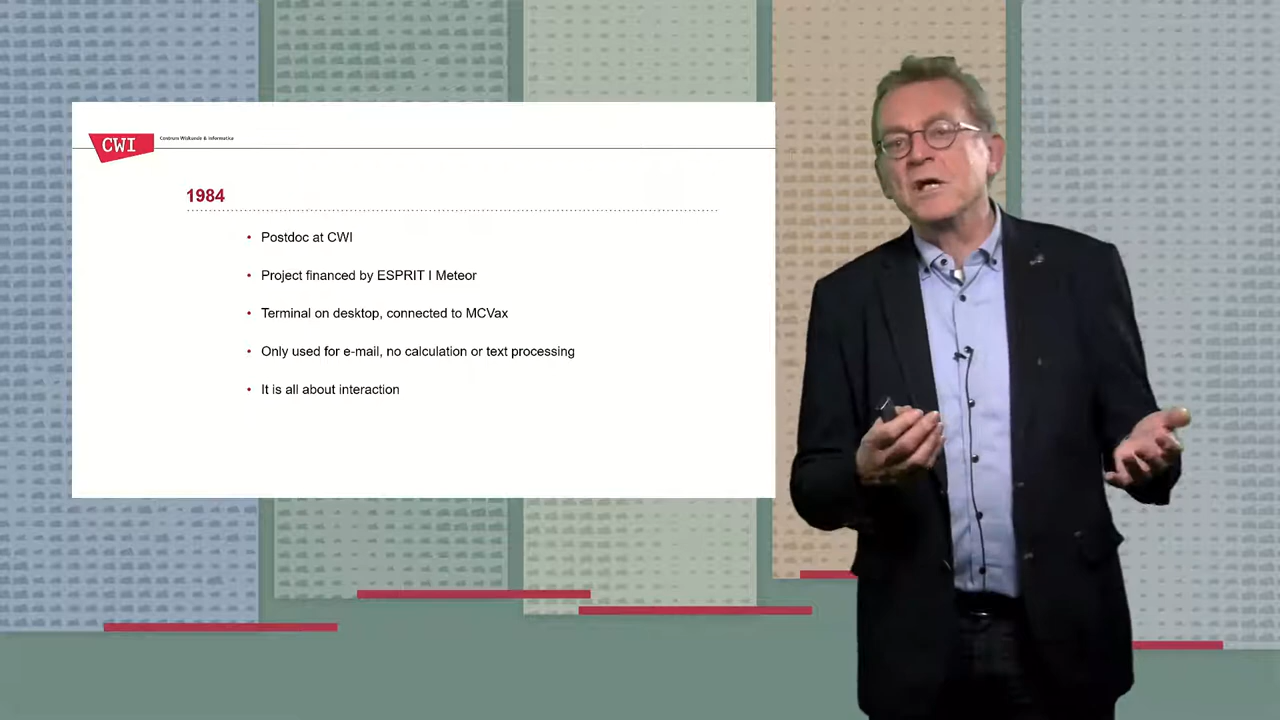 CWI
Centrum Wiskunde & Informatica
1984
• Postdoc at CWI
• Project financed by ESPRIT I Meteor
• Terminal on desktop, connected to MCVax
• Only used for e-mail, no calculation or text processing
• It is all about interaction